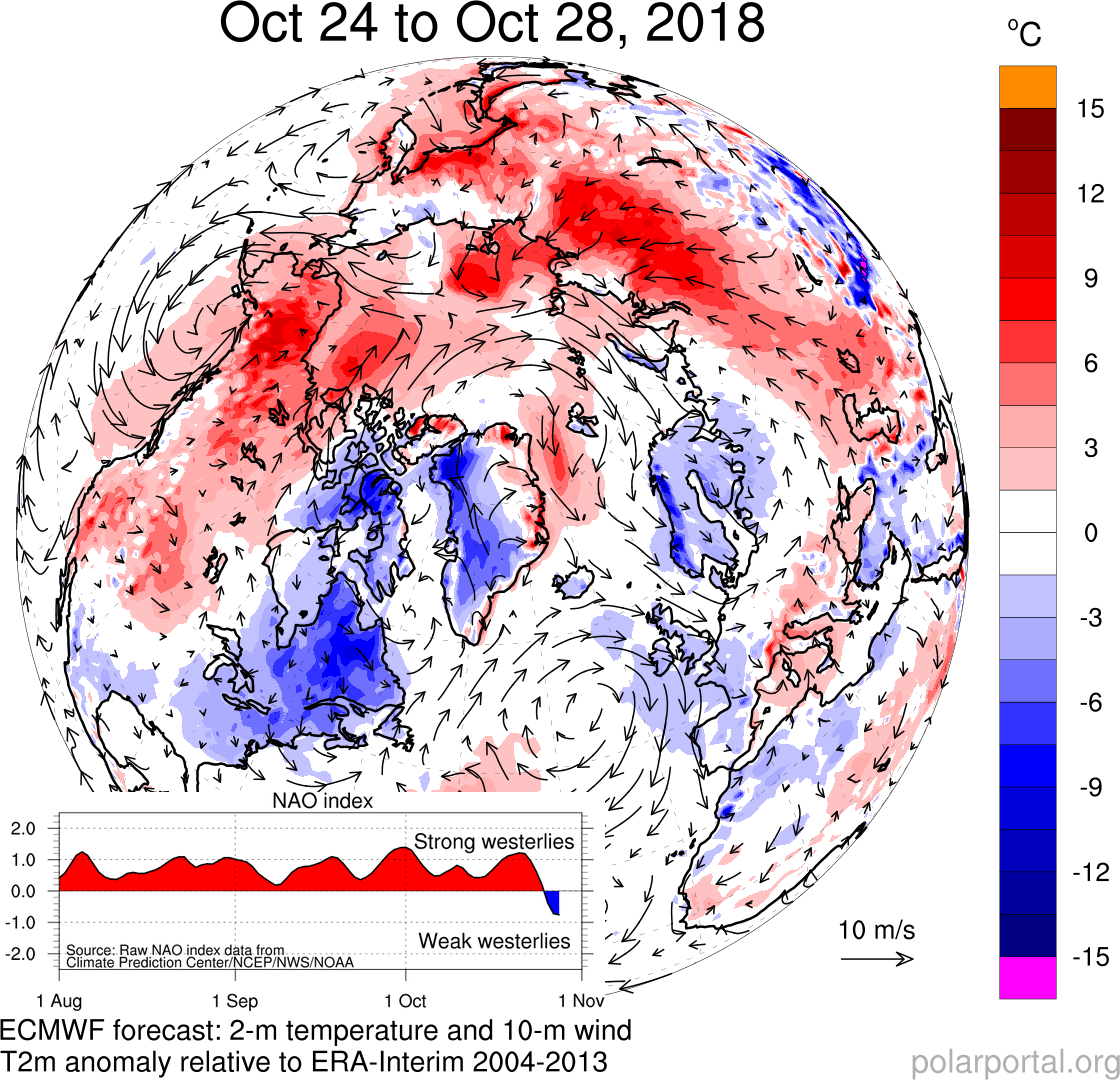 Oct 24 to Oct 28, 2018
oC
15
12
9
6
3
0
-3
-6
-9
-12
-15
10 m/s
NAO index
2.0
1.0
0.0
-1.0
-2.0
Strong westerlies
Weak westerlies
Source: Raw NAO index data from
Climate Prediction Center/NCEP/NWS/NOAA
1 Aug 1 Sep 1 Oct 1 Nov
ECMWF forecast: 2-m temperature and 10-m wind
T2m anomaly relative to ERA-Interim 2004-2013
polarportal.org